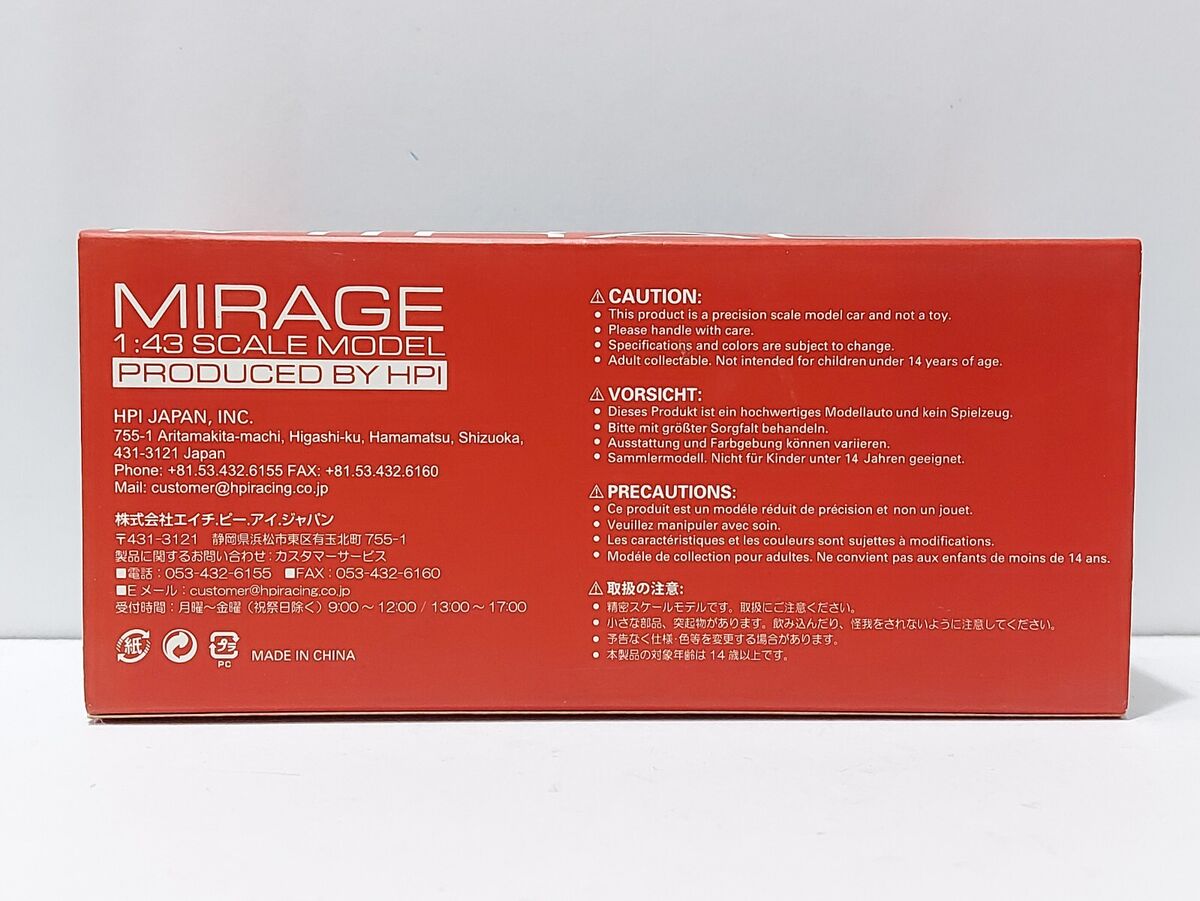 MIRAGE
1:43 SCALE MODEL
PRODUCED BY HPI
HPI JAPAN, INC.
755-1 Aritamakita-machi, Higashi-ku, Hamamatsu, Shizuoka,
431-3121 Japan
Phone: +81.53.432.6155 FAX: +81.53.432.6160
Mail: customer@hpiracing.co.jp
株式会社エイチ.ピー.アイ.ジャパン
〒431-3121 静岡県浜松市東区有玉北町 755-1
製品に関するお問い合わせ:カスタマーサービス
■電話:053-432-6155 ■FAX:053-432-6160
■E メール:customer@hpiracing.co.jp
受付時間:月曜～金曜(祝祭日除く)9:00～12:00 / 13:00～17:00
紙
プラ
PC
MADE IN CHINA
⚠ CAUTION:
• This product is a precision scale model car and not a toy.
• Please handle with care.
• Specifications and colors are subject to change.
• Adult collectable. Not intended for children under 14 years of age.
⚠ VORSICHT:
• Dieses Produkt ist ein hochwertiges Modellauto und kein Spielzeug.
• Bitte mit größter Sorgfalt behandeln.
• Ausstattung und Farbgebung können variieren.
• Sammlermodell. Nicht für Kinder unter 14 Jahren geeignet.
⚠ PRECAUTIONS:
• Ce produit est un modéle réduit de précision et non un jouet.
• Veuillez manipuler avec soin.
• Les caractéristiques et les couleurs sont sujettes à modifications.
• Modéle de collection pour adultes. Ne convient pas aux enfants de moins de 14 ans.
⚠ 取扱の注意:
• 精密スケールモデルです。取扱にご注意ください。
• 小さな部品、突起物があります。飲み込んだり、怪我をされないように注意してください。
• 予告なく仕様・色等を変更する場合があります。
• 本製品の対象年齢は 14 歳以上です。